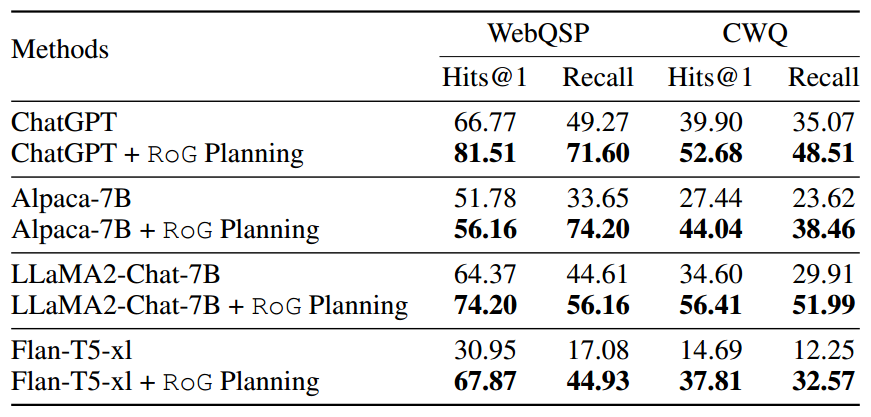 Methods WebQSP CWQ
Hits@1 Recall Hits@1 Recall
ChatGPT 66.77 49.27 39.90 35.07
ChatGPT + RoG Planning 81.51 71.60 52.68 48.51
Alpaca-7B 51.78 33.65 27.44 23.62
Alpaca-7B + RoG Planning 56.16 74.20 44.04 38.46
LLaMA2-Chat-7B 64.37 44.61 34.60 29.91
LLaMA2-Chat-7B + RoG Planning 74.20 56.16 56.41 51.99
Flan-T5-xl 30.95 17.08 14.69 12.25
Flan-T5-xl + RoG Planning 67.87 44.93 37.81 32.57